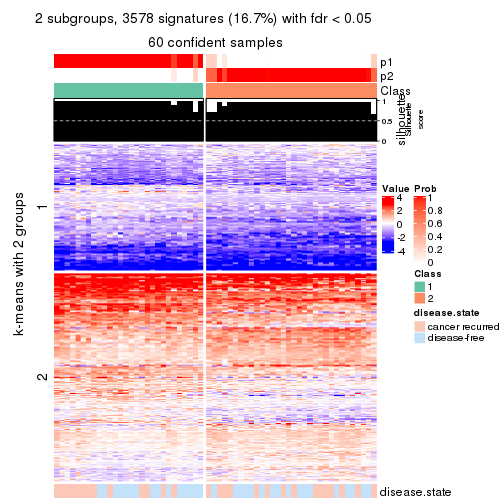 2 subgroups, 3578 signatures (16.7%) with fdr < 0.05
60 confident samples
p1
p2
Class
silhouette
Silhouette
score
1
0.5
0
k-means with 2 groups
1
2
Value
4
2
0
-2
-4
Prob
1
0.8
0.6
0.4
0.2
0
Class
1
2
disease.state
cancer recurred
disease-free
disease.state